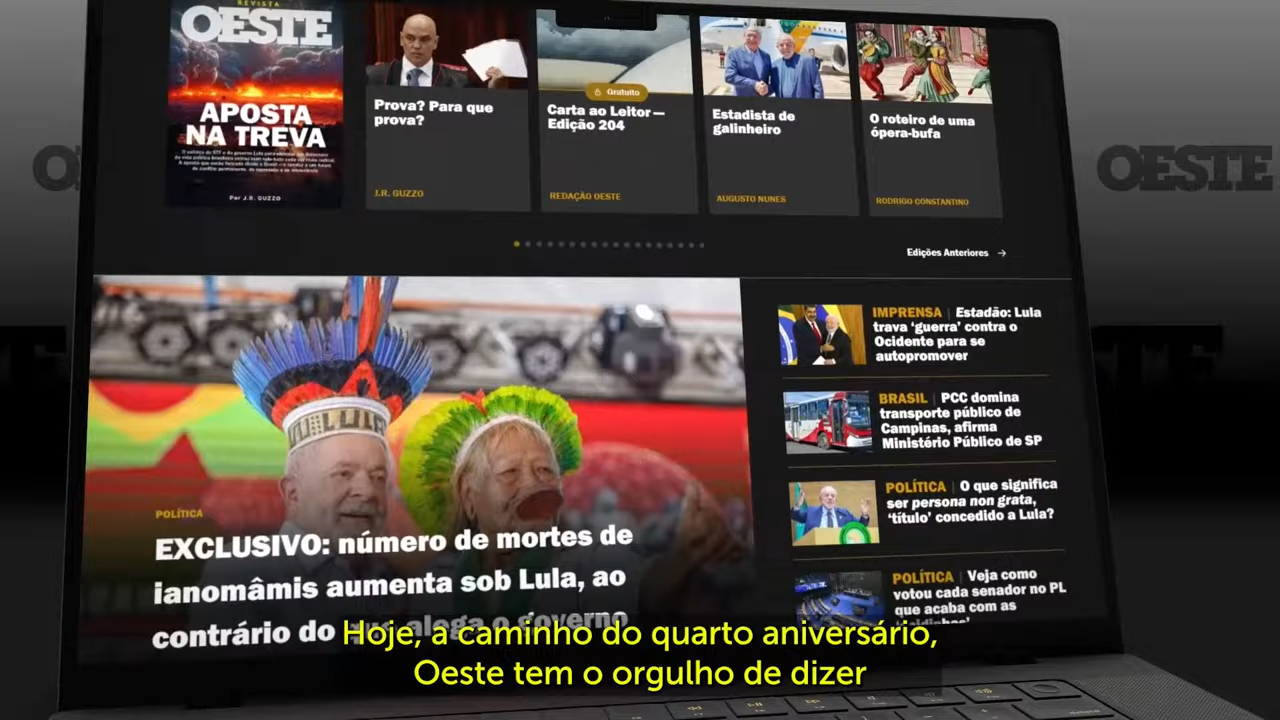 REVISTA
OESTE
APOSTA
NA TREVA
Por J.R. GUZZO
Prova? Para que
prova?
J.R. GUZZO
Gratuito
Carta ao Leitor —
Edição 204
REDAÇÃO OESTE
Estadista de
galinheiro
AUGUSTO NUNES
O roteiro de uma
ópera-bufa
RODRIGO CONSTANTINO
OESTE
Edições Anteriores →
POLÍTICA
EXCLUSIVO: número de mortes de
ianomâmis aumenta sob Lula, ao
contrário do que alega o governo
IMPRENSA | Estadão: Lula
trava ‘guerra’ contra o
Ocidente para se
autopromover
BRASIL | PCC domina
transporte público de
Campinas, afirma
Ministério Público de SP
POLÍTICA | O que significa
ser persona non grata,
‘título’ concedido a Lula?
POLÍTICA | Veja como
votou cada senador no PL
que acaba com as
Hoje, a caminho do quarto aniversário,
Oeste tem o orgulho de dizer